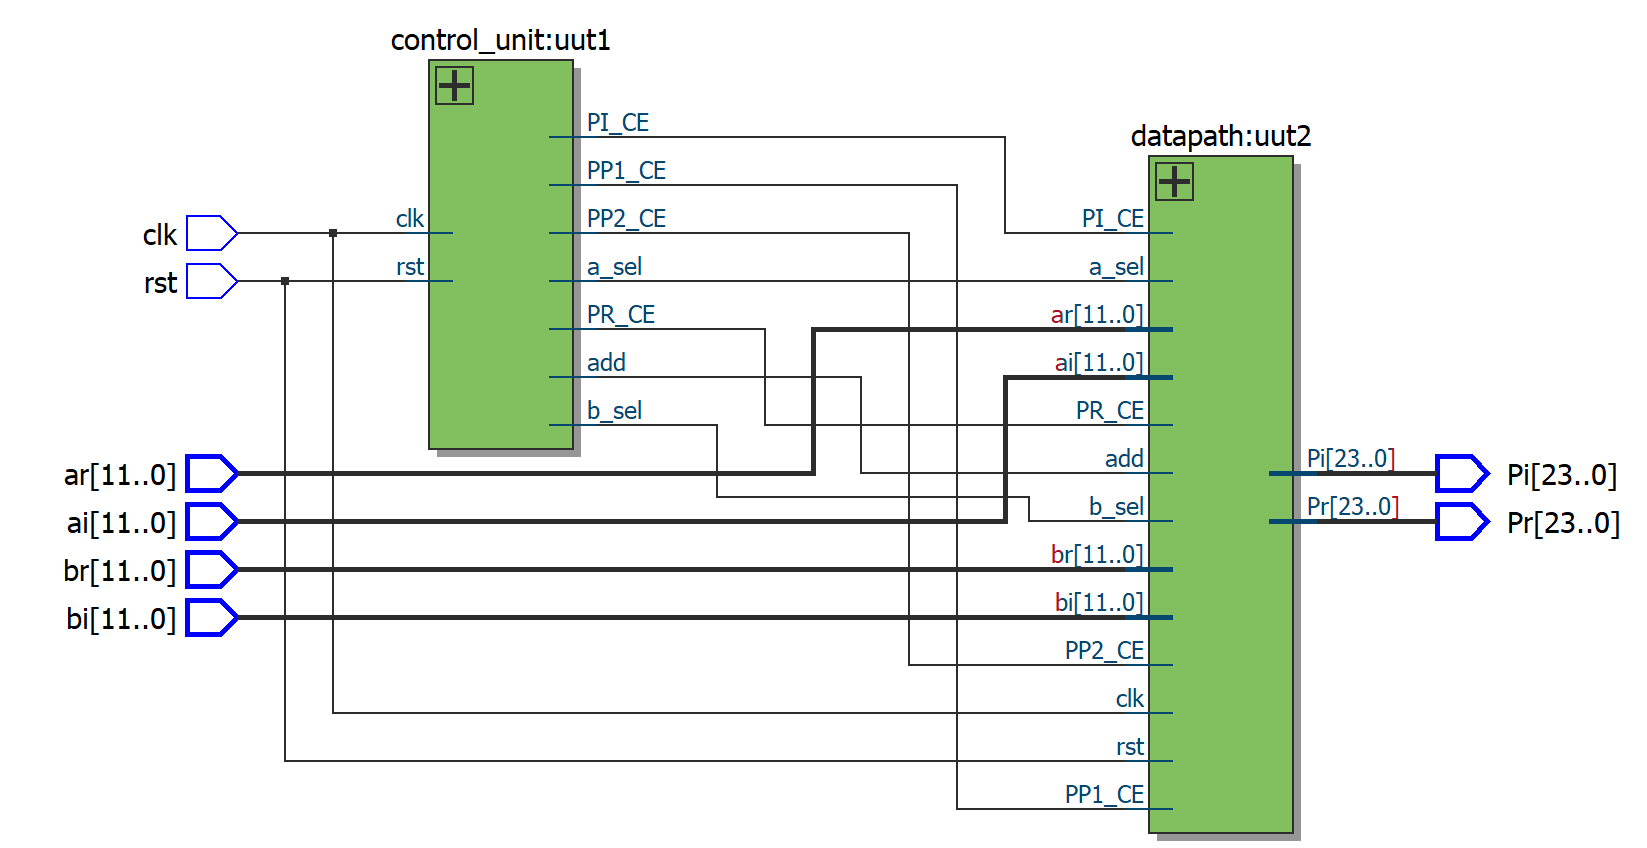 control_unit:uut1
PI_CE
PP1_CE
PP2_CE
a_sel
PR_CE
add
b_sel
clk
rst
clk
rst
ar[11..0]
ai[11..0]
br[11..0]
bi[11..0]
datapath:uut2
PI_CE
a_sel
ar[11..0]
ai[11..0]
PR_CE
add
b_sel
br[11..0]
bi[11..0]
PP2_CE
clk
rst
PP1_CE
Pi[23..0]
Pr[23..0]
Pi[23..0]
Pr[23..0]